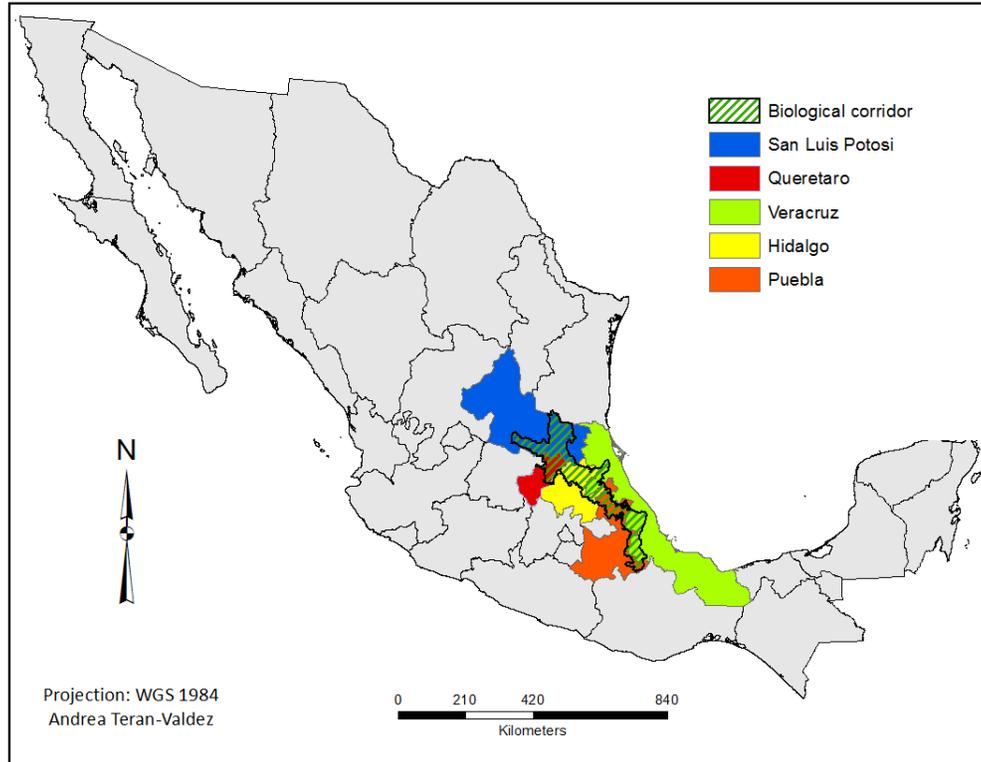 Biological corridor
San Luis Potosi
Queretaro
Veracruz
Hidalgo
Puebla
N
Projection: WGS 1984
Andrea Teran-Valdez
0 210 420 840
Kilometers